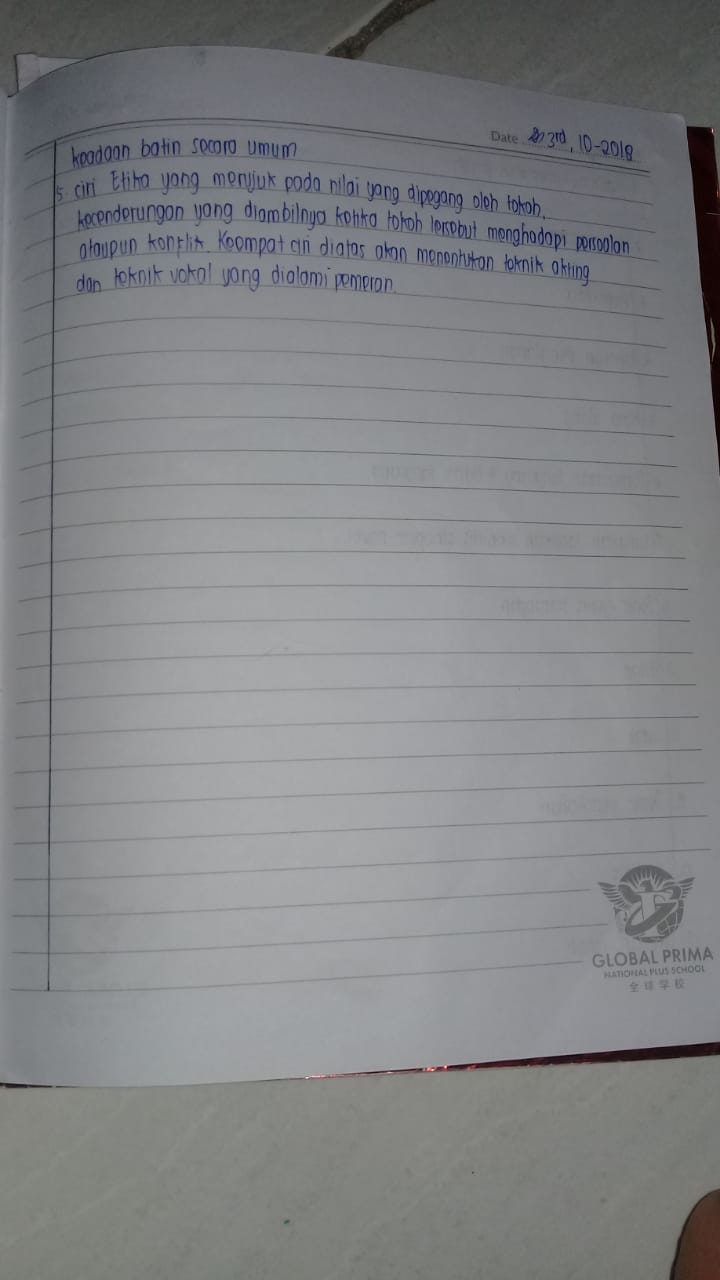 Date 3rd, 10-2018
keadaan batin secara umum
5. ciri Etika yang menjuk pada nilai yang dipegang oleh tokoh,
kecenderungan yang diambilnya ketika tokoh tersebut menghadapi persoalan
ataupun konflik. Keempat ciri diatas akan menentukan teknik akting
dan teknik vokal yang dialami pemeran.
GLOBAL PRIMA
NATIONAL PLUS SCHOOL
全球学校